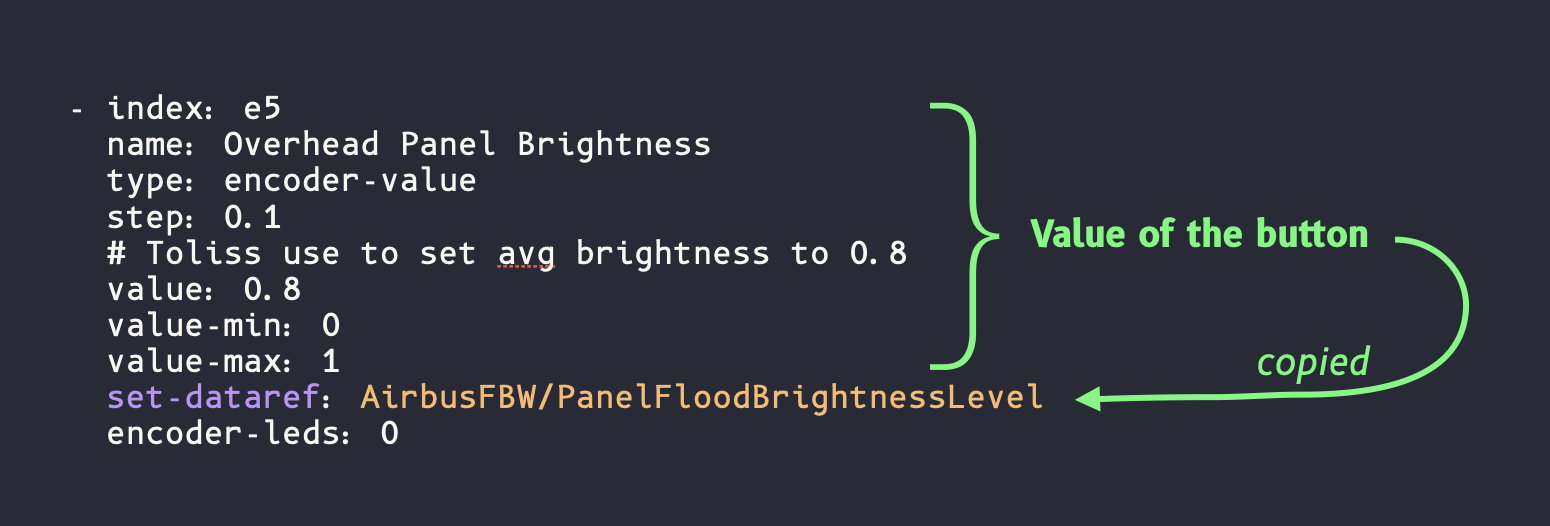 - index: e5
name: Overhead Panel Brightness
type: encoder-value
step: 0.1
# Toliss use to set avg brightness to 0.8
value: 0.8
value-min: 0
value-max: 1
set-dataref: AirbusFBW/PanelFloodBrightnessLevel
encoder-leds: 0
Value of the button
copied